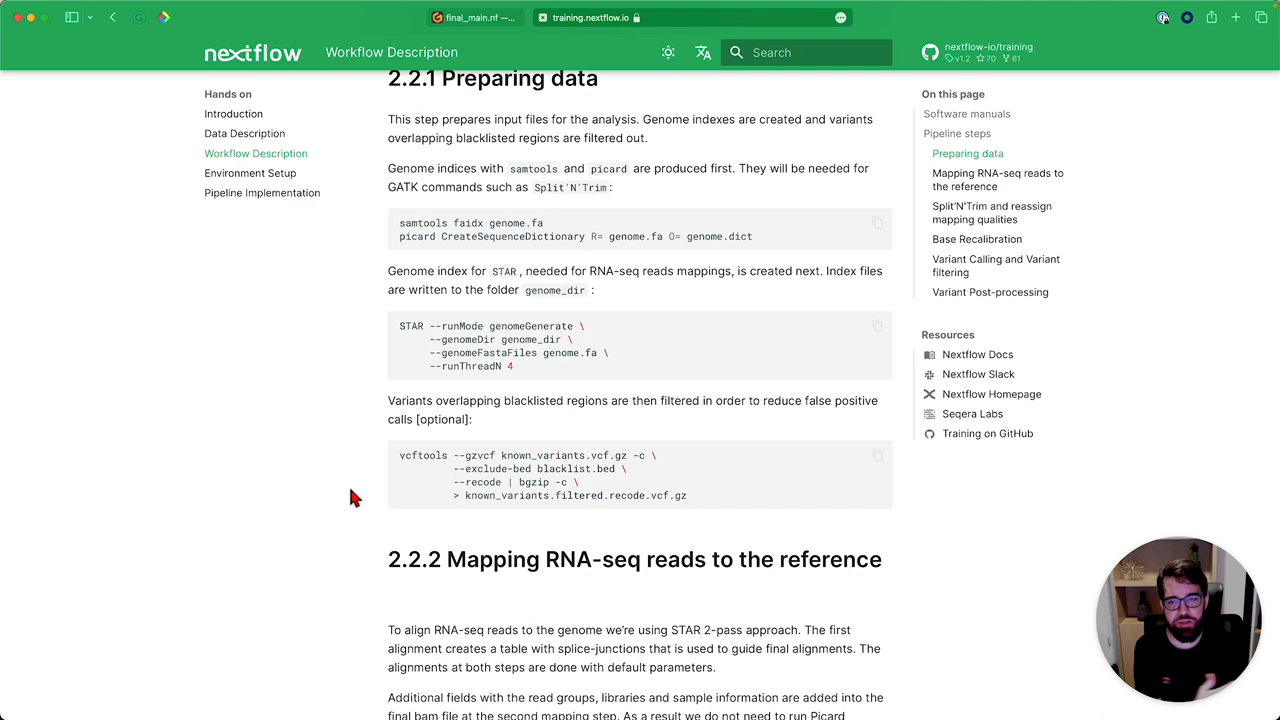 final_main.nf —...
training.nextflow.io
nextflow
Workflow Description
Search
nextflow-io/training
v1.2 70 61
Hands on
Introduction
Data Description
Workflow Description
Environment Setup
Pipeline Implementation
2.2.1 Preparing data
This step prepares input files for the analysis. Genome indexes are created and variants
overlapping blacklisted regions are filtered out.
Genome indices with samtools and picard are produced first. They will be needed for
GATK commands such as Split'N'Trim:
samtools faidx genome.fa
picard CreateSequenceDictionary R= genome.fa O= genome.dict
Genome index for STAR, needed for RNA-seq reads mappings, is created next. Index files
are written to the folder genome_dir :
STAR --runMode genomeGenerate \
--genomeDir genome_dir \
--genomeFastaFiles genome.fa \
--runThreadN 4
Variants overlapping blacklisted regions are then filtered in order to reduce false positive
calls [optional]:
vcftools --gzvcf known_variants.vcf.gz -c \
--exclude-bed blacklist.bed \
--recode | bgzip -c \
> known_variants.filtered.recode.vcf.gz
2.2.2 Mapping RNA-seq reads to the reference
To align RNA-seq reads to the genome we're using STAR 2-pass approach. The first
alignment creates a table with splice-junctions that is used to guide final alignments. The
alignments at both steps are done with default parameters.
Additional fields with the read groups, libraries and sample information are added into the
final bam file at the second mapping step. As a result we do not need to run Picard
On this page
Software manuals
Pipeline steps
Preparing data
Mapping RNA-seq reads to
the reference
Split'N'Trim and reassign
mapping qualities
Base Recalibration
Variant Calling and Variant
filtering
Variant Post-processing
Resources
Nextflow Docs
Nextflow Slack
Nextflow Homepage
Seqera Labs
Training on GitHub